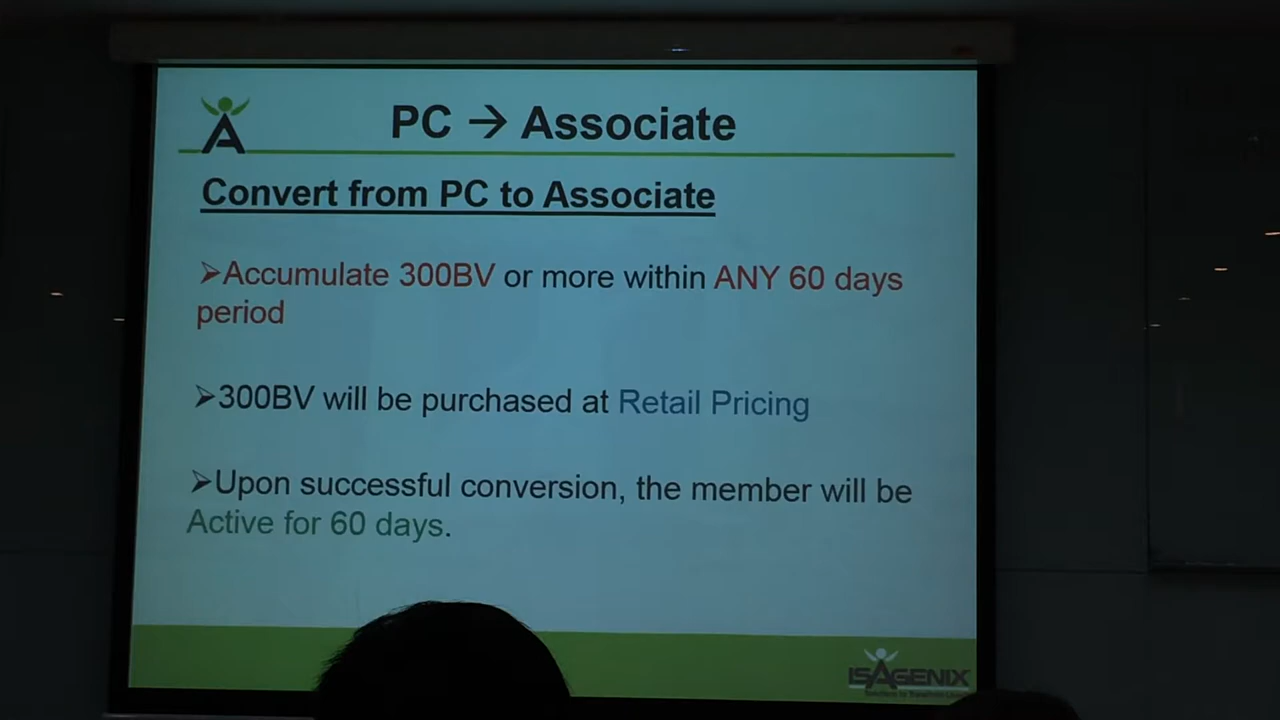 PC → Associate
Convert from PC to Associate
➢Accumulate 300BV or more within ANY 60 days
period
➢300BV will be purchased at Retail Pricing
➢Upon successful conversion, the member will be
Active for 60 days.
ISAGENIX